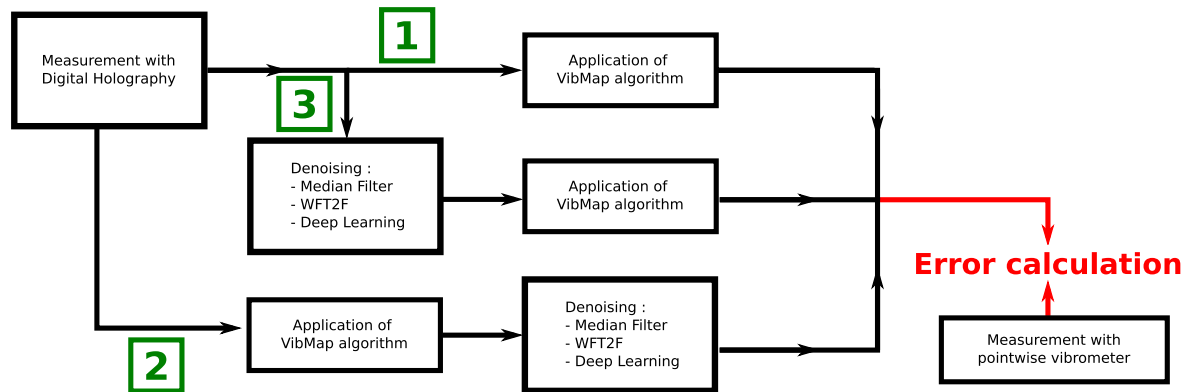 Measurement with
Digital Holography
1
Application of
VibMap algorithm
3
Denoising :
- Median Filter
- WFT2F
- Deep Learning
Application of
VibMap algorithm
2
Application of
VibMap algorithm
Denoising :
- Median Filter
- WFT2F
- Deep Learning
Error calculation
Measurement with
pointwise vibrometer